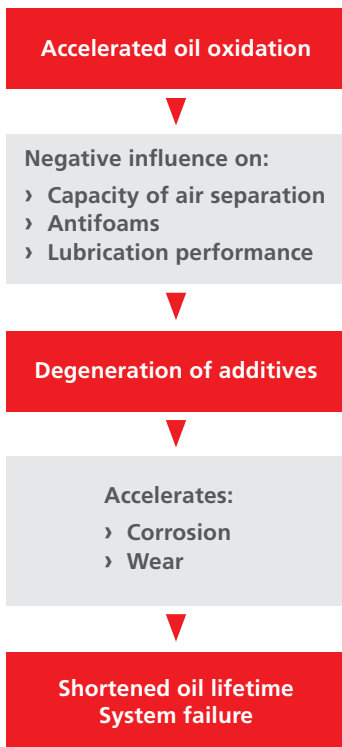 Accelerated oil oxidation
Negative influence on:
› Capacity of air separation
› Antifoams
› Lubrication performance
Degeneration of additives
Accelerates:
› Corrosion
› Wear
Shortened oil lifetime
System failure